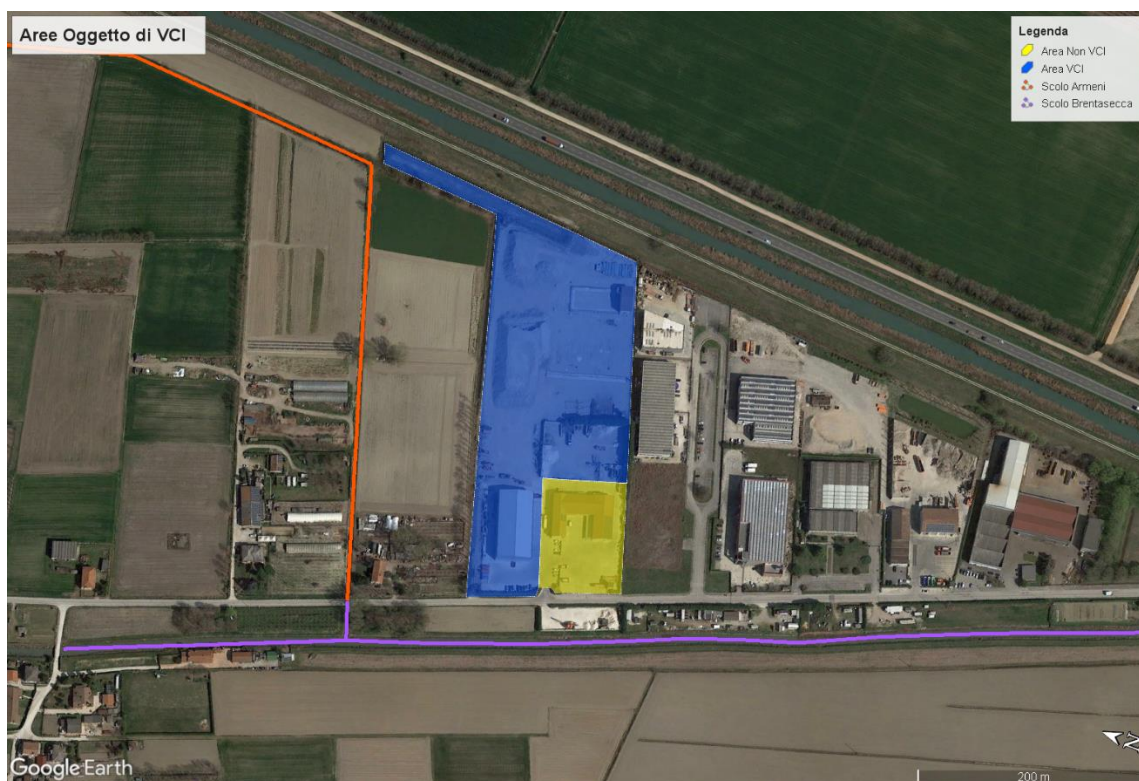 Aree Oggetto di VCI
Legenda
Area Non VCI
Area VCI
Scolo Armeni
Scolo Brentasecca
Google Earth
200 m